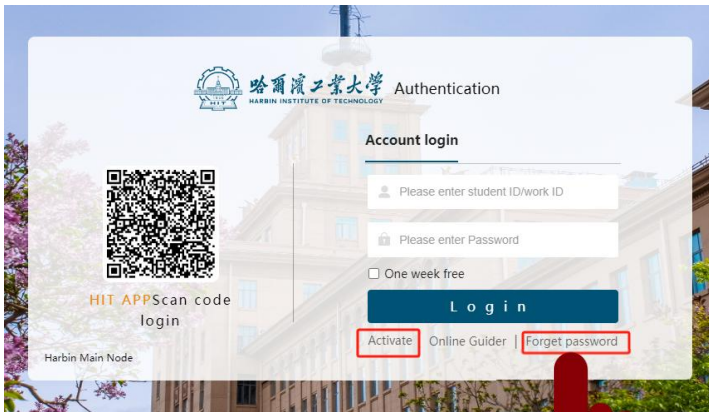 哈爾濱工業大學
HARBIN INSTITUTE OF TECHNOLOGY
Authentication
Account login
Please enter student ID/work ID
Please enter Password
One week free
Login
Activate Online Guider | Forget password
HIT APPScan code
login
Harbin Main Node